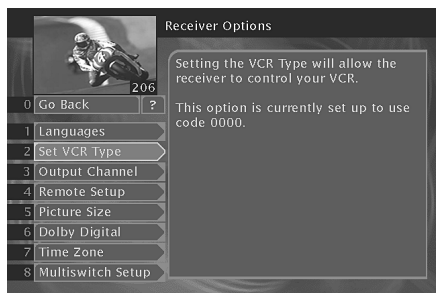 Receiver Options
206
0 Go Back ?
1 Languages
2 Set VCR Type
3 Output Channel
4 Remote Setup
5 Picture Size
6 Dolby Digital
7 Time Zone
8 Multiswitch Setup
Setting the VCR Type will allow the
receiver to control your VCR.
This option is currently set up to use
code 0000.